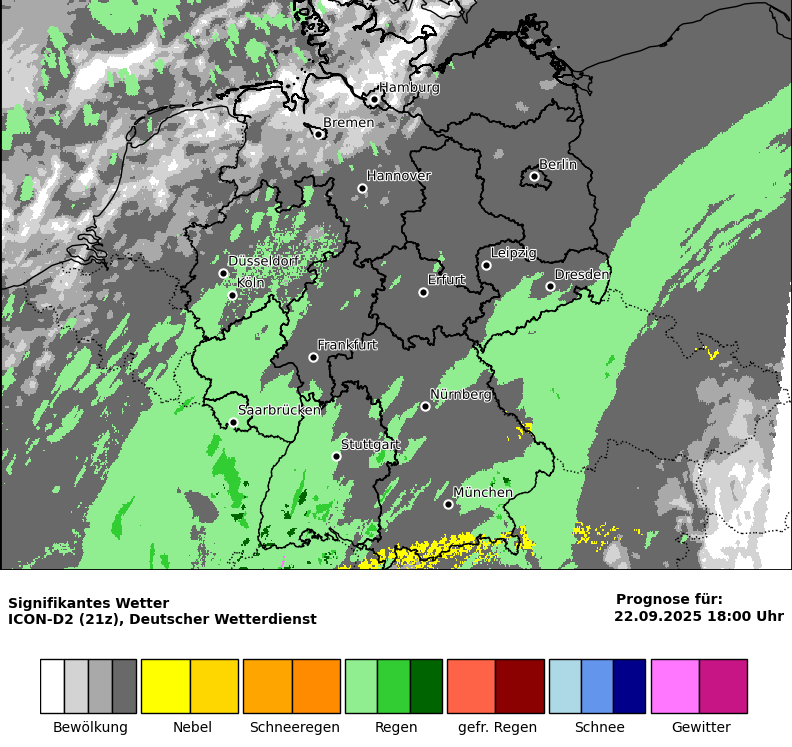 Hamburg
Bremen
Berlin
Hannover
Leipzig
Düsseldorf
Dresden
Köln
Erfurt
Frankfurt
Nürnberg
Saarbrücken
Stuttgart
München
Signifikantes Wetter
ICON-D2 (21z), Deutscher Wetterdienst
Prognose für:
22.09.2025 18:00 Uhr
Bewölkung
Nebel
Schneeregen
Regen
gefr. Regen
Schnee
Gewitter